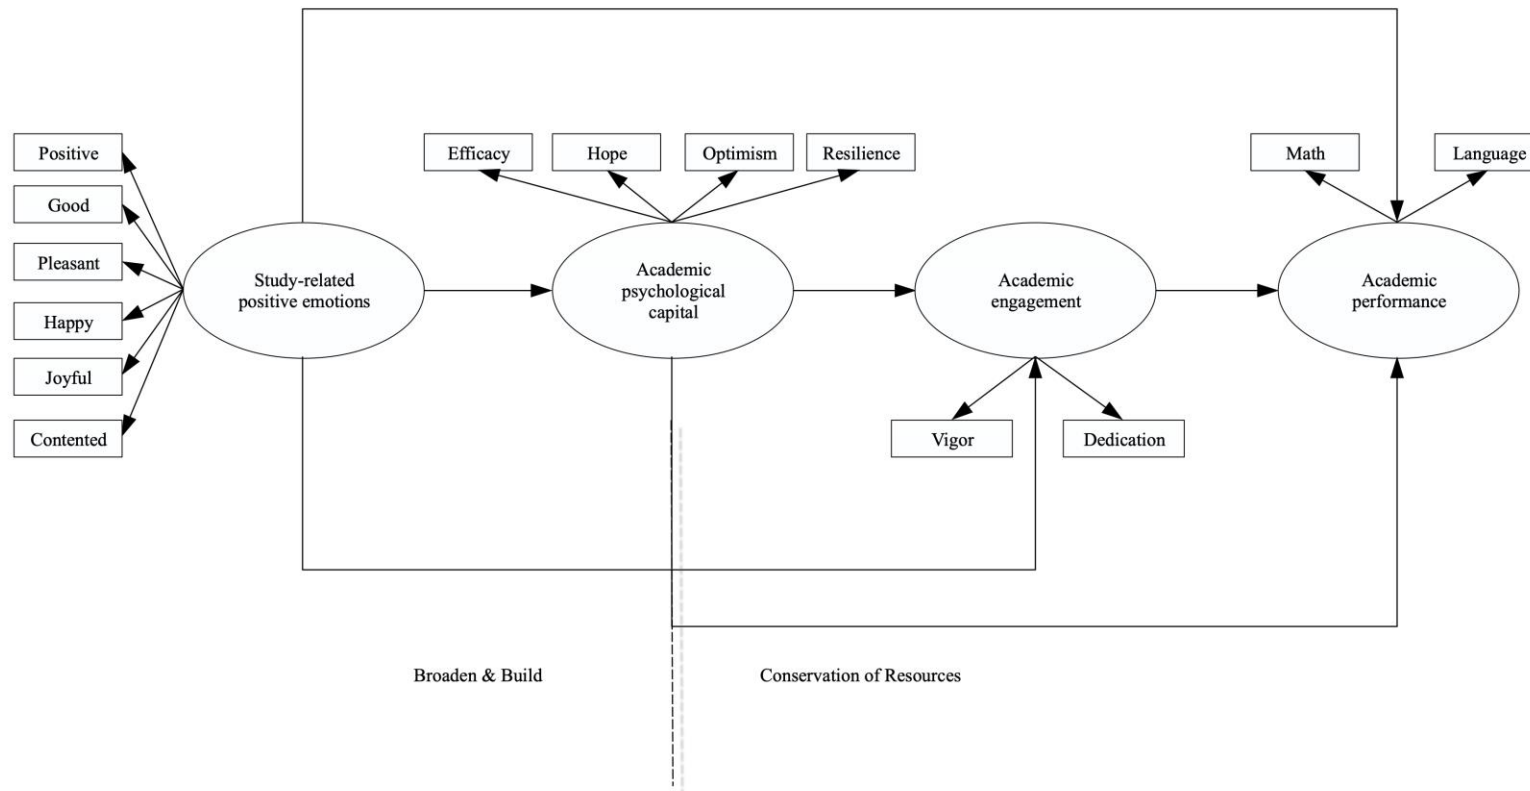 Positive
Good
Pleasant
Happy
Joyful
Contented
Study-related
positive emotions
Efficacy
Hope
Optimism
Resilience
Academic
psychological
capital
Academic
engagement
Vigor
Dedication
Math
Language
Academic
performance
Broaden & Build
Conservation of Resources